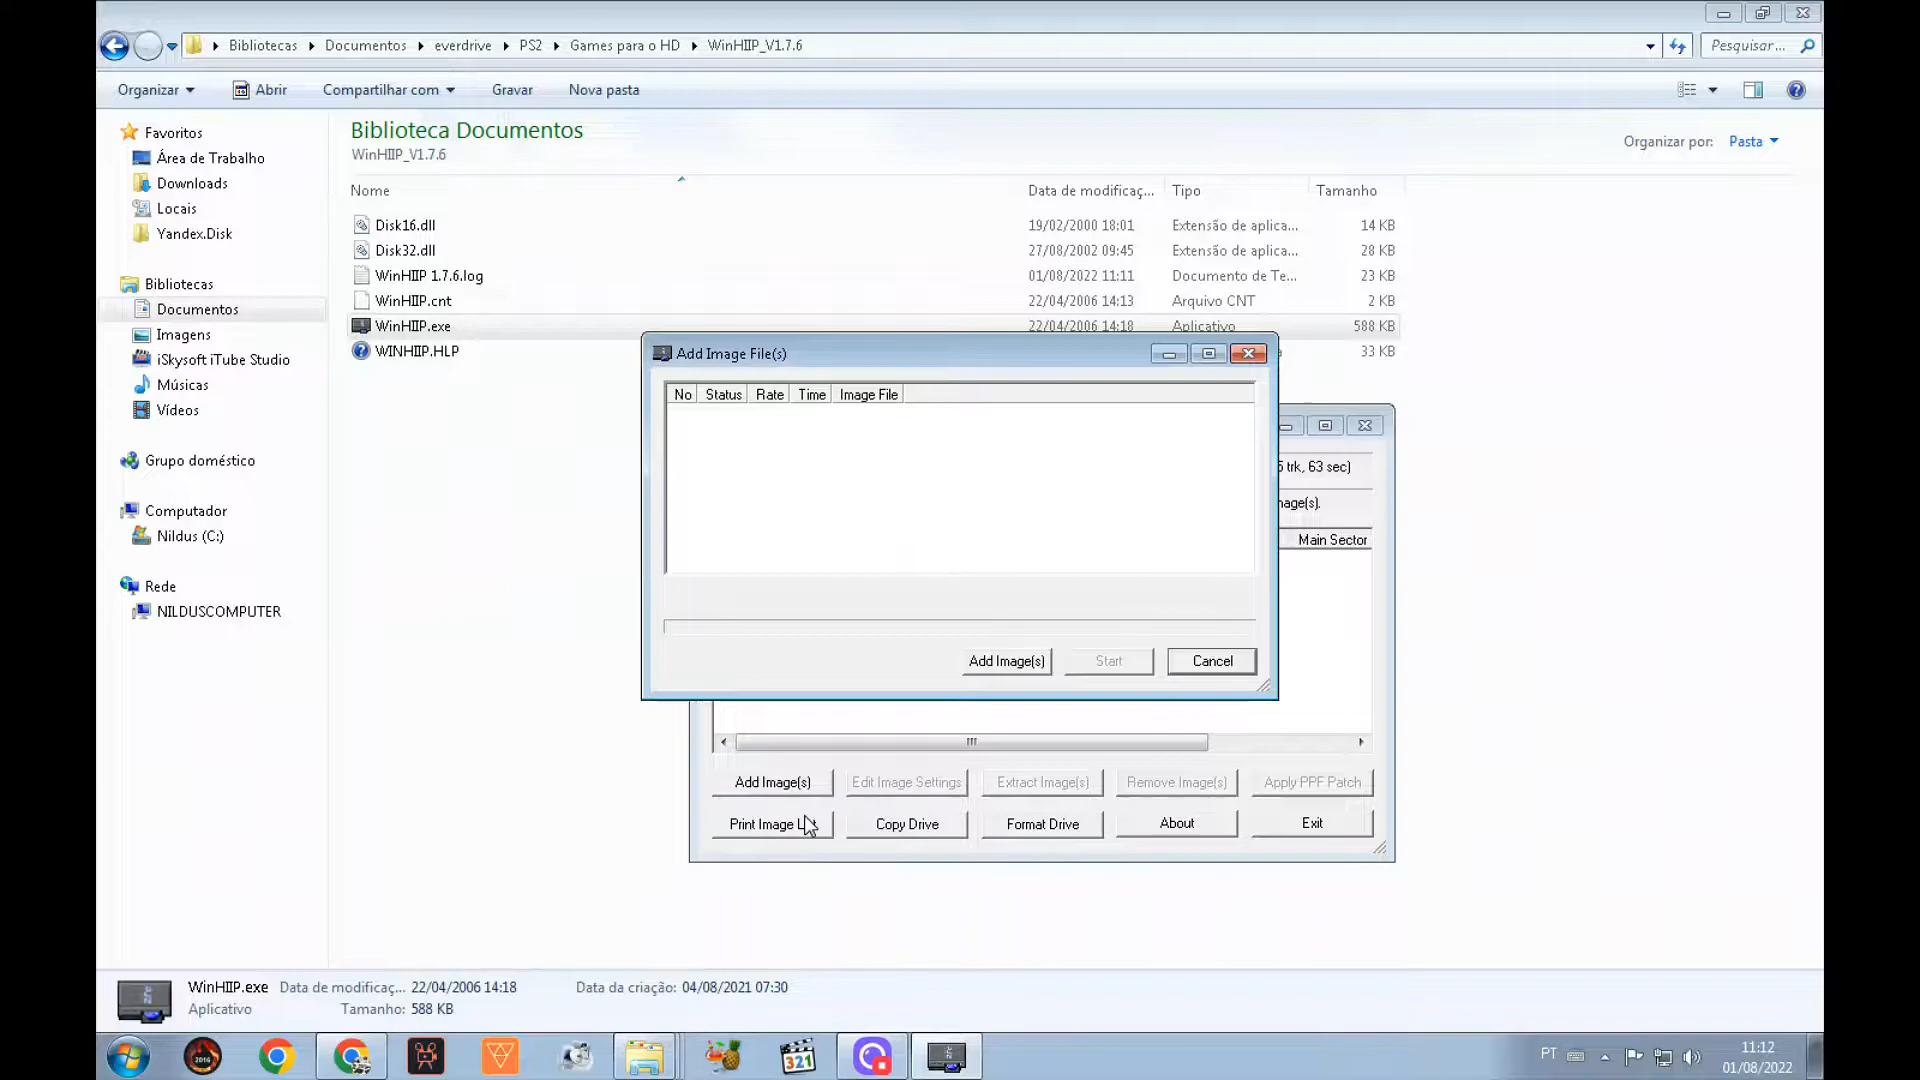 Bibliotecas ▸ Documentos ▸ everdrive ▸ PS2 ▸ Games para o HD ▸ WinHIIP_V1.7.6
Pesquisar...
Organizar
Abrir
Compartilhar com
Gravar
Nova pasta
Favoritos
Área de Trabalho
Downloads
Locais
Yandex.Disk
Bibliotecas
Documentos
Imagens
iSkysoft iTube Studio
Músicas
Vídeos
Grupo doméstico
Computador
Nildus (C:)
Rede
NILDUSCOMPUTER
Biblioteca Documentos
WinHIIP_V1.7.6
Organizar por: Pasta
Nome Data de modificaç... Tipo Tamanho
Disk16.dll 19/02/2000 18:01 Extensão de aplica... 14 KB
Disk32.dll 27/08/2002 09:45 Extensão de aplica... 28 KB
WinHIIP 1.7.6.log 01/08/2022 11:11 Documento de Te... 23 KB
WinHIIP.cnt 22/04/2006 14:13 Arquivo CNT 2 KB
WinHIIP.exe 22/04/2006 14:18 Aplicativo 588 KB
WINHIIP.HLP 33 KB
Add Image File(s)
No Status Rate Time Image File
Add Image(s) Start Cancel
5 trk, 63 sec)
mage(s).
Main Sector
Add Image(s) Edit Image Settings Extract Image(s) Remove Image(s) Apply PPF Patch
Print Image Copy Drive Format Drive About Exit
WinHIIP.exe Data de modificaç... 22/04/2006 14:18 Data da criação: 04/08/2021 07:30
Aplicativo Tamanho: 588 KB
2016
321
PT
11:12
01/08/2022